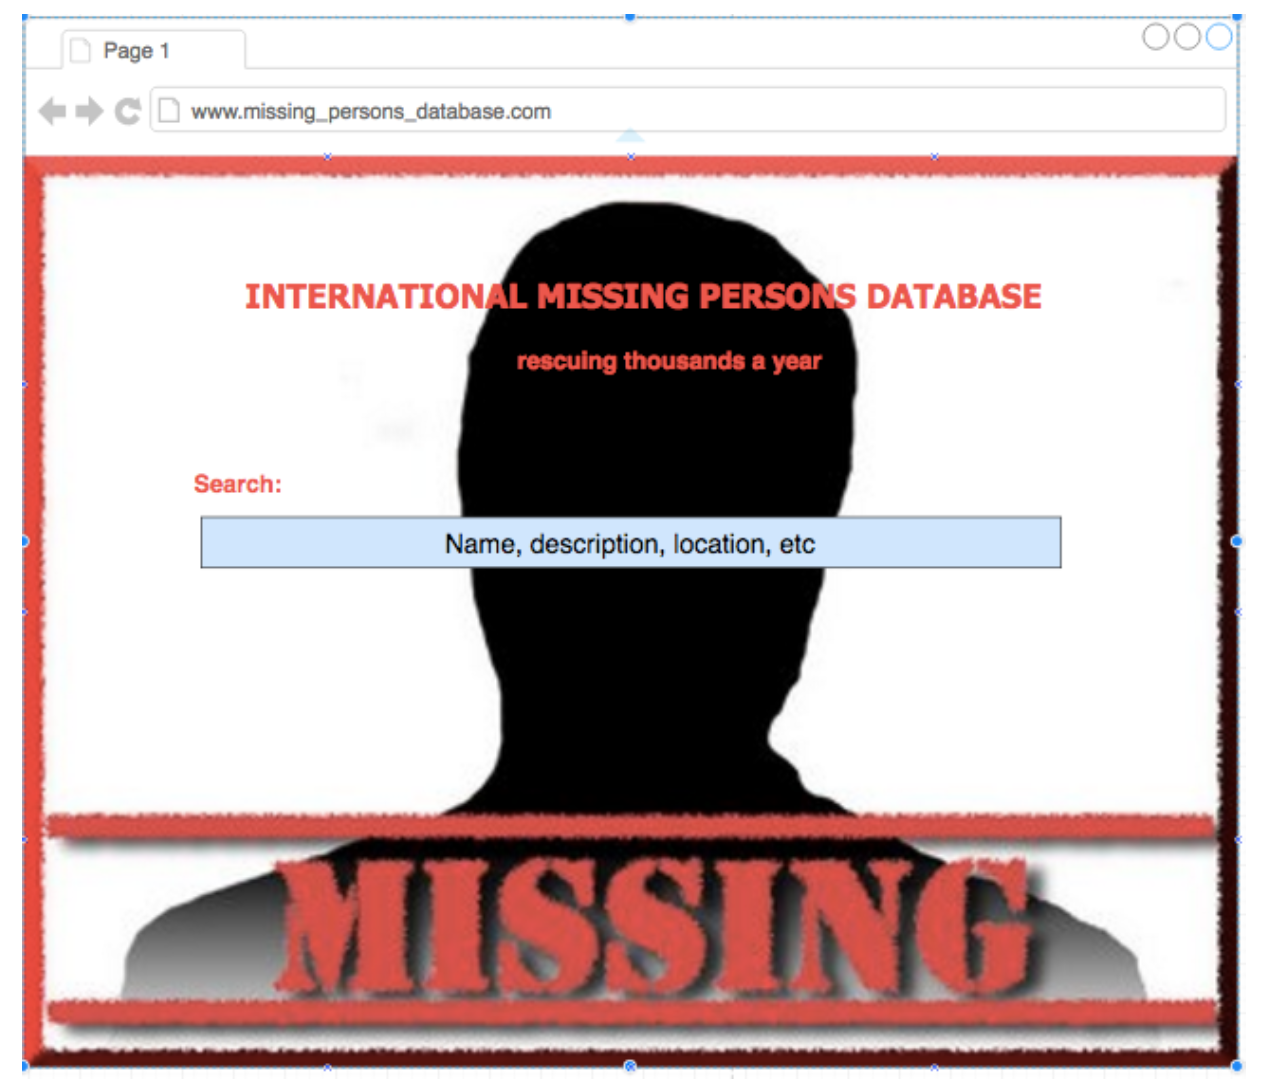 Page 1
www.missing_persons_database.com
INTERNATIONAL MISSING PERSONS DATABASE
rescuing thousands a year
Search:
Name, description, location, etc
MISSING